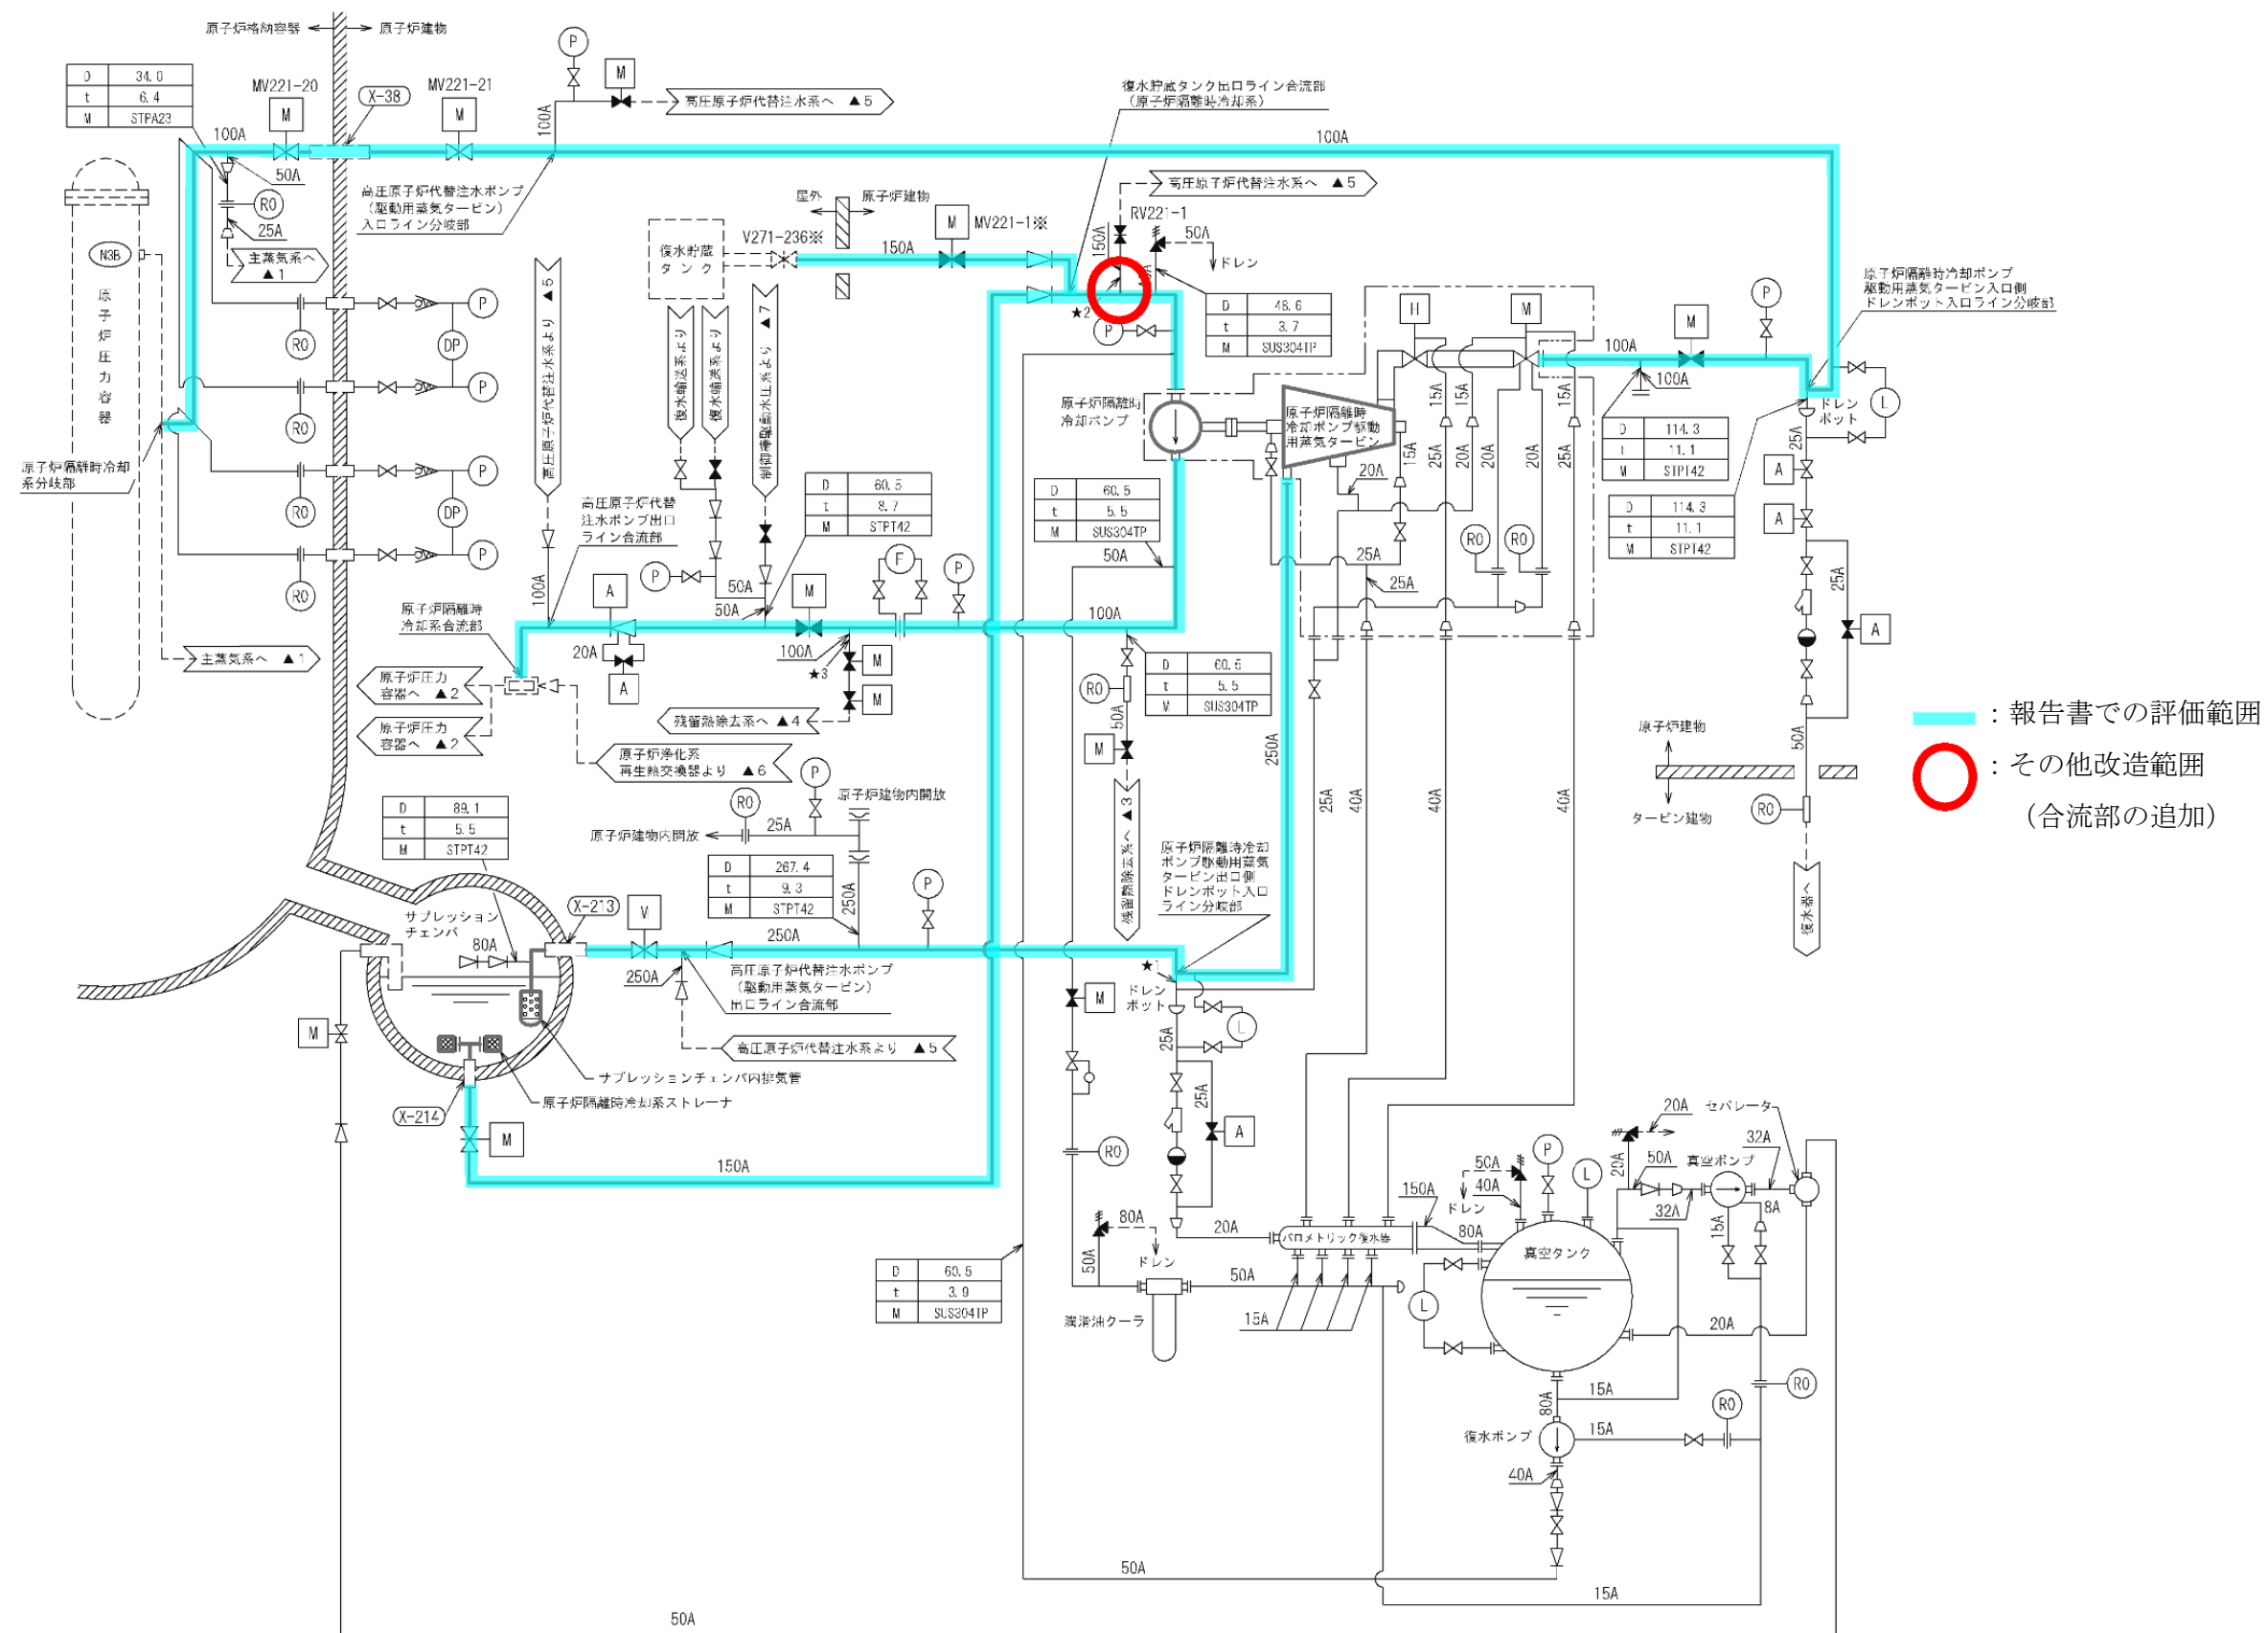 原子炉格納容器
原子炉建物
D 34.0
t 6.4
M STPA23
MV221-20
M
X-38
MV221-21
M
P
M
高圧原子炉代替注水系へ ▲5
復水貯蔵タンク出口ライン合流部
(原子炉隔離時冷却系)
100A
100A
100A
50A
RO
25A
主蒸気系へ
▲1
高圧原子炉代替注水ポンプ
(駆動用蒸気タービン)
入口ライン分岐部
屋外
原子炉建物
復水貯蔵
タンク
V271-236※
150A
M
MV221-1※
高圧原子炉代替注水系へ ▲5
RV221-1
150A
50A
ドレン
★2
P
D 48.6
t 3.7
M SUS304TP
原子炉隔離時冷却ポンプ
駆動用蒸気タービン入口側
ドレンポット入口ライン分岐部
N3B
原子炉圧力容器
RO
P
DP
RO
P
RO
P
DP
RO
P
原子炉隔離時冷却
系分岐部
主蒸気系へ ▲1
高圧原子炉代替注水系より ▲5
復水輸送系より
復水輸送系より
制御棒駆動水圧系より ▲7
H
M
M
P
100A
100A
ドレン
ポット
L
原子炉隔離時
冷却ポンプ
原子炉隔離時
冷却ポンプ駆動
用蒸気タービン
15A
15A
15A
15A
25A
20A
20A
20A
25A
20A
25A
25A
D 114.3
t 11.1
M STPT42
D 114.3
t 11.1
M STPT42
25A
A
A
25A
A
50A
RO
RO
RO
高圧原子炉代替
注水ポンプ出口
ライン合流部
D 60.5
t 8.7
M STPT42
D 60.5
t 5.5
M SUS304TP
50A
原子炉隔離時
冷却系合流部
100A
A
20A
A
P
50A
50A
M
F
P
100A
100A
★3
M
M
残留熱除去系へ ▲4
原子炉圧力
容器へ ▲2
原子炉圧力
容器へ ▲2
原子炉浄化系
再生熱交換器より ▲6
RO
50A
M
D 60.5
t 5.5
M SUS304TP
250A
残留熱除去系へ ▲3
25A
40A
40A
40A
原子炉建物
タービン建物
復水器へ
:報告書での評価範囲
:その他改造範囲
(合流部の追加)
D 89.1
t 5.5
M STPT42
サプレッション
チェンバ
80A
X-213
V
原子炉建物内開放
RO
25A
P
原子炉建物内開放
D 267.4
t 9.3
M STPT42
250A
P
250A
250A
高圧原子炉代替注水ポンプ
(駆動用蒸気タービン)
出口ライン合流部
高圧原子炉代替注水系より ▲5
原子炉隔離時冷却
ポンプ駆動用蒸気
タービン出口側
ドレンポット入口
ライン分岐部
★1
ドレン
ポット
M
L
25A
25A
A
M
サプレッションチェンバ内排気管
原子炉隔離時冷却系ストレーナ
X-214
M
150A
RO
20A
80A
50A
ドレン
50A
潤滑油クーラ
バロメトリック復水器
15A
150A
80A
50A
ドレン
40A
P
L
20A
20A
50A
真空ポンプ
セパレータ
32A
32A
8A
15A
真空タンク
L
20A
RO
80A
15A
RO
15A
復水ポンプ
40A
D 60.5
t 3.9
M SUS304TP
50A
15A
50A